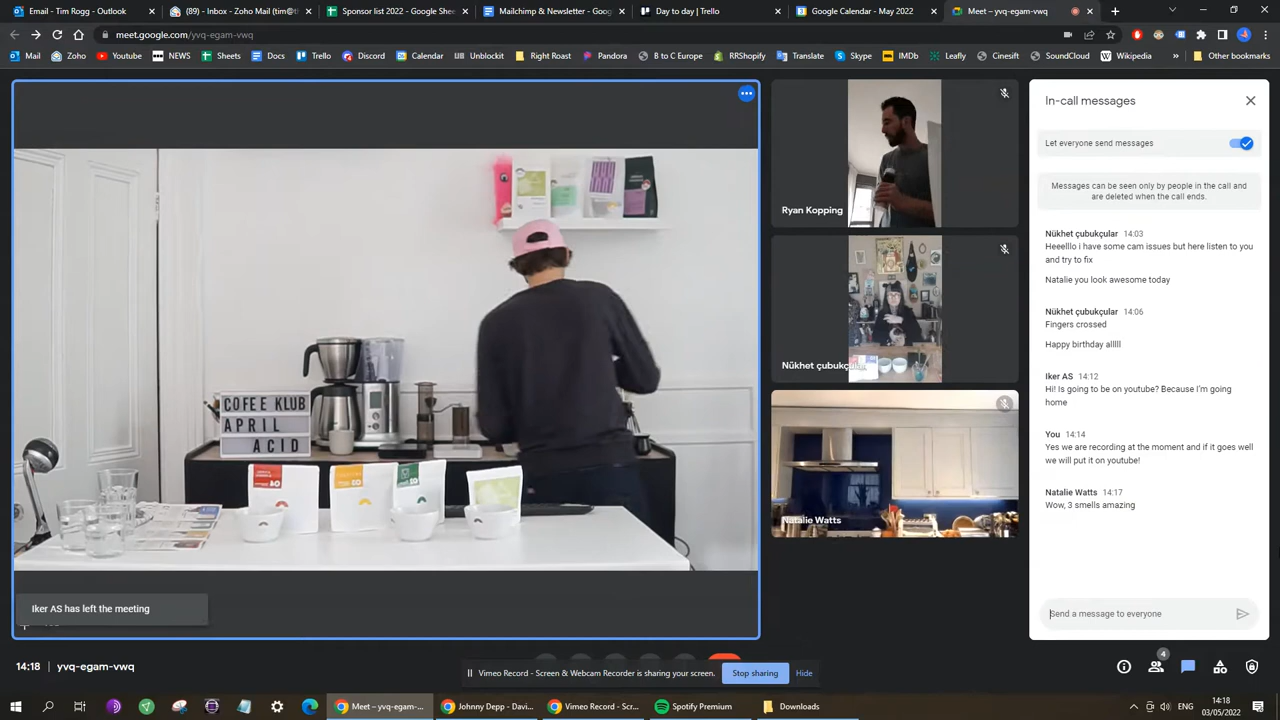 Email - Tim Rogg - Outlook
(89) - Inbox - Zoho Mail (tim@t
Sponsor list 2022 - Google Shee
Mailchimp & Newsletter - Googl
Day to day | Trello
Google Calendar - May 2022
Meet – yvq-egam-vwq
meet.google.com/yvq-egam-vwq
Mail
Zoho
NEWS
Sheets
Docs
Trello
Discord
Calendar
Unblockit
Right Roast
Pandora
B to C Europe
RRShopify
Translate
Skype
IMDb
Leafly
Cinesift
SoundCloud
Wikipedia
Other bookmarks
COFEE KLUB
APRIL
ACID
Iker AS has left the meeting
Ryan Kopping
Nükhet çubukçular
Natalie Watts
In-call messages
Let everyone send messages
Messages can be seen only by people in the call and
are deleted when the call ends.
Nükhet çubukçular 14:03
Heeelllo i have some cam issues but here listen to you
and try to fix
Natalie you look awesome today
Nükhet çubukçular 14:06
Fingers crossed
Happy birthday alllll
Iker AS 14:12
Hi! Is going to be on youtube? Because I'm going
home
You 14:14
Yes we are recording at the moment and if it goes well
we will put it on youtube!
Natalie Watts 14:17
Wow, 3 smells amazing
Send a message to everyone
14:18 | yvq-egam-vwq
Vimeo Record - Screen & Webcam Recorder is sharing your screen.
Stop sharing
Hide
4
Meet – yvq-egam-...
Johnny Depp - Davi...
Vimeo Record - Scr...
Spotify Premium
Downloads
ENG
14:18
03/05/2022